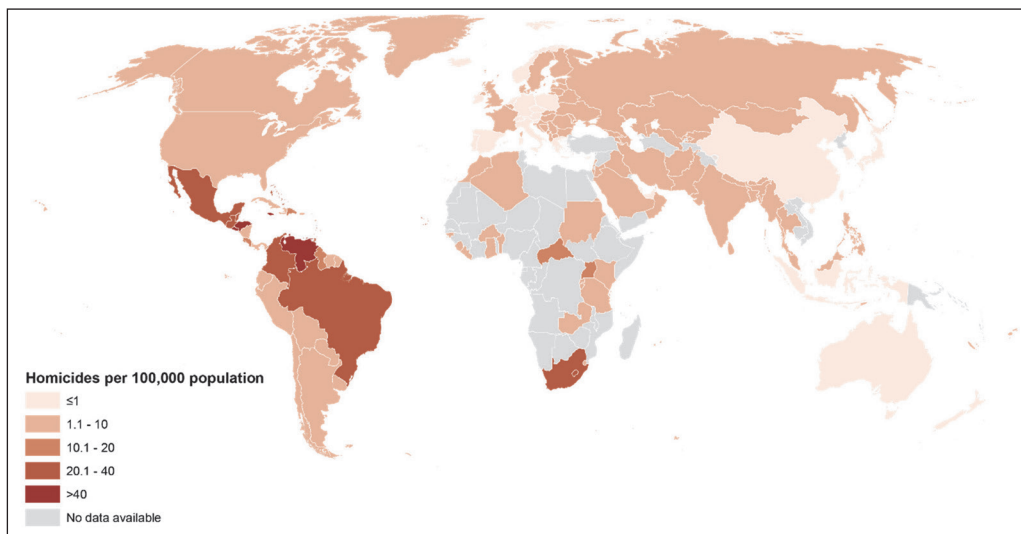 Homicides per 100,000 population
≤1
1.1 - 10
10.1 - 20
20.1 - 40
>40
No data available